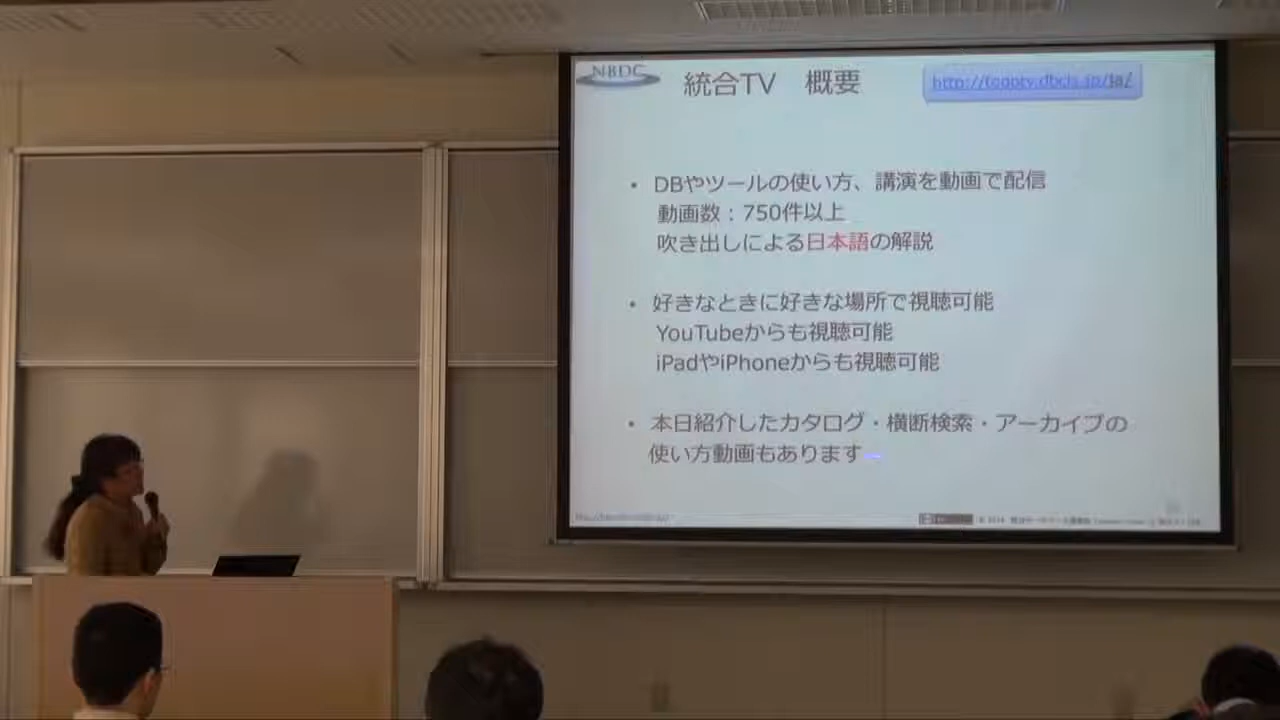 NBDC
統合TV 概要
http://togotv.dbcls.jp/ja/
・ DBやツールの使い方、講演を動画で配信
動画数：750件以上
吹き出しによる日本語の解説
・ 好きなときに好きな場所で視聴可能
YouTubeからも視聴可能
iPadやiPhoneからも視聴可能
・ 本日紹介したカタログ・横断検索・アーカイブの
使い方動画もあります